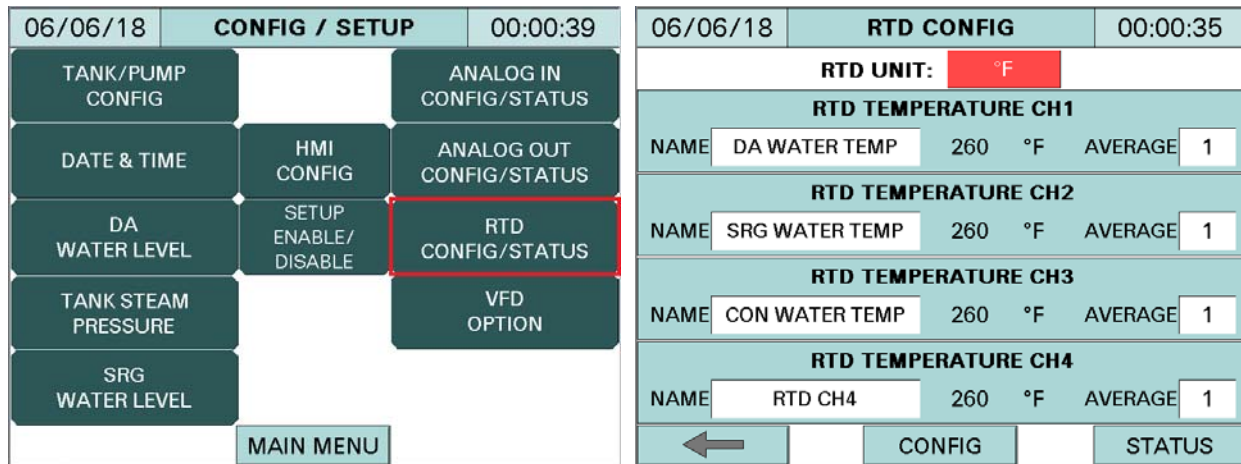 06/06/18 CONFIG / SETUP 00:00:39
TANK/PUMP
CONFIG
ANALOG IN
CONFIG/STATUS
DATE & TIME
HMI
CONFIG
ANALOG OUT
CONFIG/STATUS
DA
WATER LEVEL
SETUP
ENABLE/
DISABLE
RTD
CONFIG/STATUS
TANK STEAM
PRESSURE
VFD
OPTION
SRG
WATER LEVEL
MAIN MENU
06/06/18 RTD CONFIG 00:00:35
RTD UNIT: °F
RTD TEMPERATURE CH1
NAME DA WATER TEMP 260 °F AVERAGE 1
RTD TEMPERATURE CH2
NAME SRG WATER TEMP 260 °F AVERAGE 1
RTD TEMPERATURE CH3
NAME CON WATER TEMP 260 °F AVERAGE 1
RTD TEMPERATURE CH4
NAME RTD CH4 260 °F AVERAGE 1
CONFIG STATUS